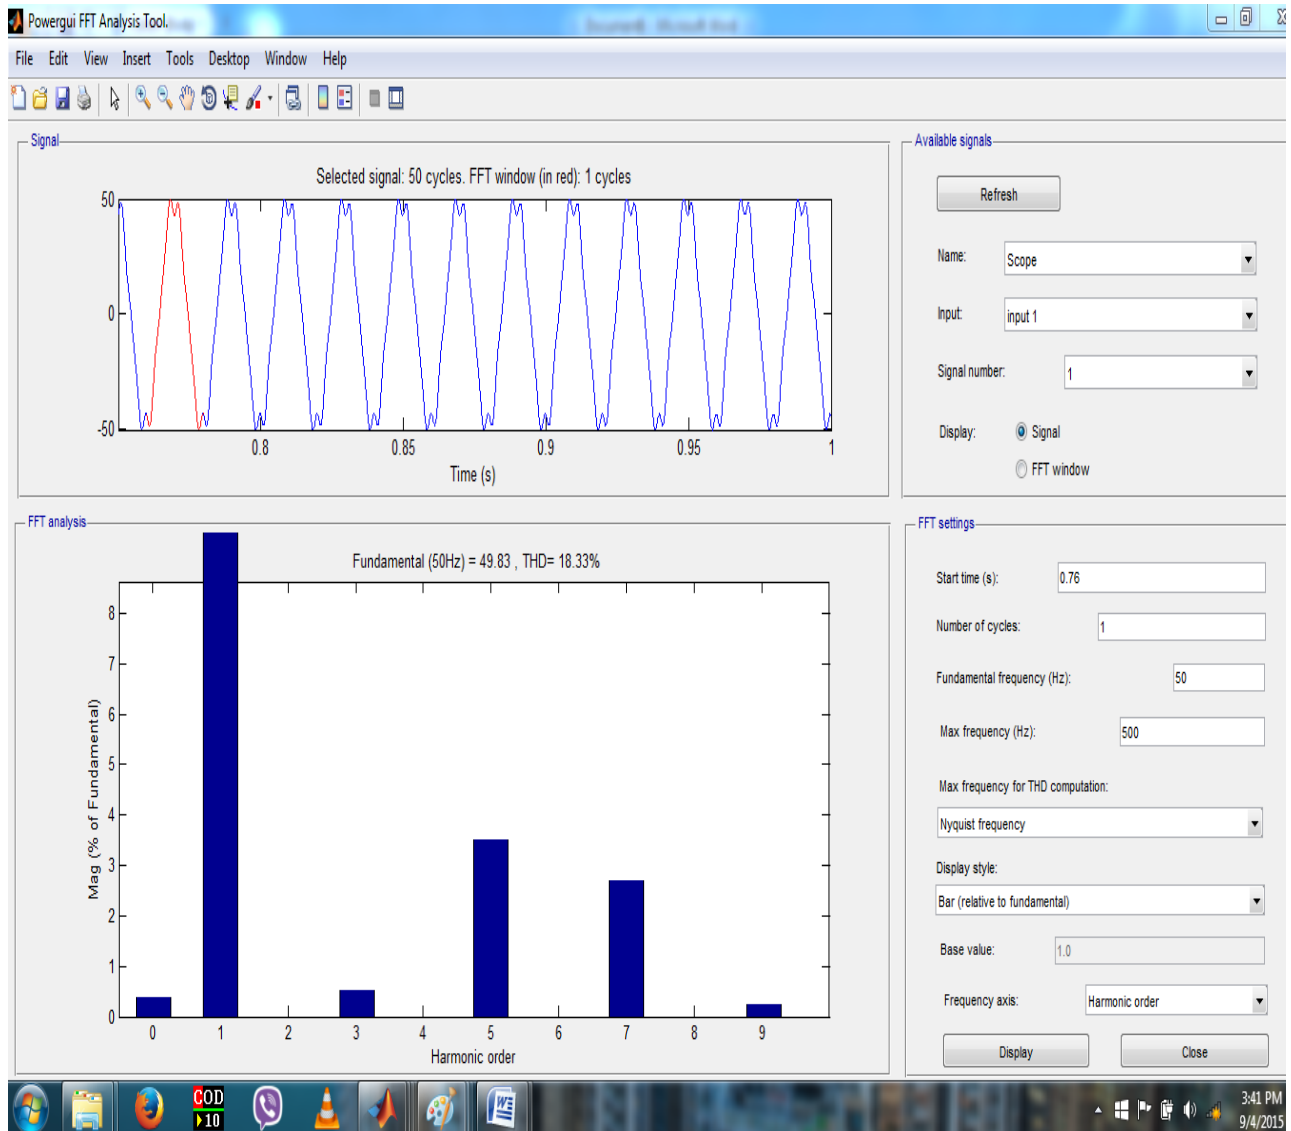 Powergui FFT Analysis Tool.
File Edit View Insert Tools Desktop Window Help
Signal
Selected signal: 50 cycles. FFT window (in red): 1 cycles
50
0
-50
0.8 0.85 0.9 0.95 1
Time (s)
Available signals
Refresh
Name: Scope
Input: input 1
Signal number: 1
Display: Signal
FFT window
FFT analysis
Fundamental (50Hz) = 49.83 , THD= 18.33%
Mag (% of Fundamental)
8
7
6
5
4
3
2
1
0
0 1 2 3 4 5 6 7 8 9
Harmonic order
FFT settings
Start time (s): 0.76
Number of cycles: 1
Fundamental frequency (Hz): 50
Max frequency (Hz): 500
Max frequency for THD computation:
Nyquist frequency
Display style:
Bar (relative to fundamental)
Base value: 1.0
Frequency axis: Harmonic order
Display Close
COD
10
W
3:41 PM
9/4/2015